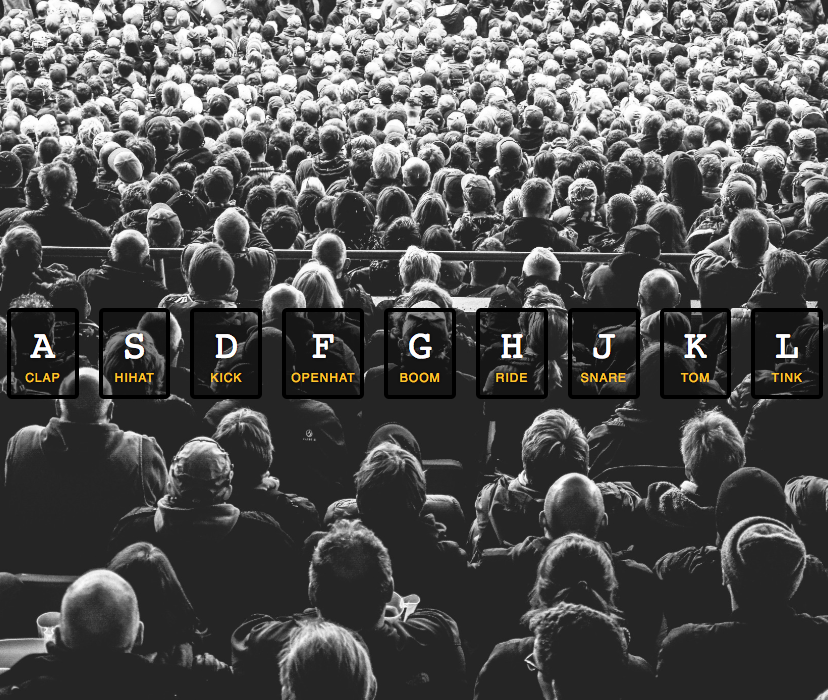 A S D F G H J K L
CLAP HIHAT KICK OPENHAT BOOM RIDE SNARE TOM TINK